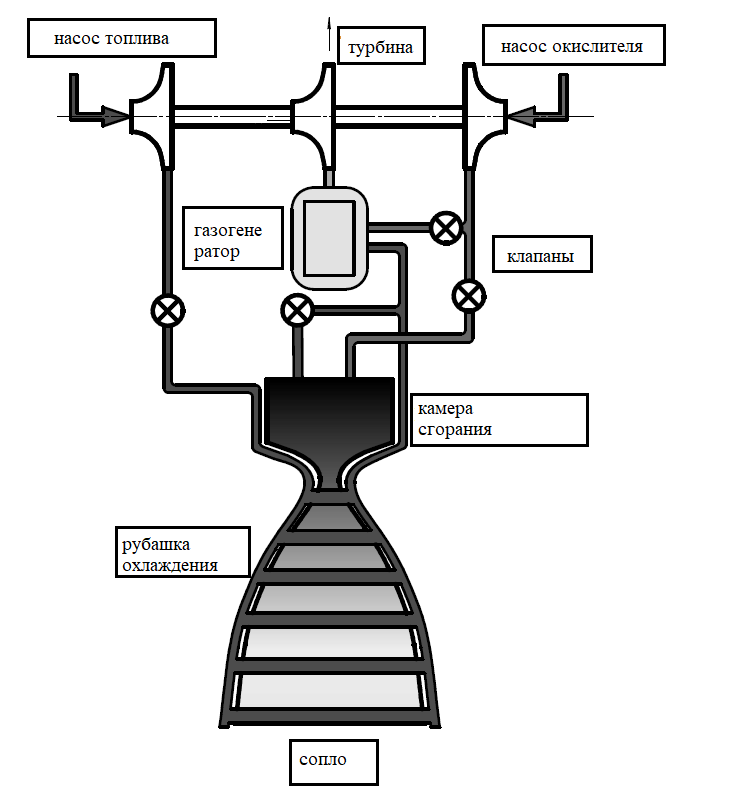 насос топлива
турбина
насос окислителя
газогене
ратор
клапаны
камера
сгорания
рубашка
охлаждения
сопло